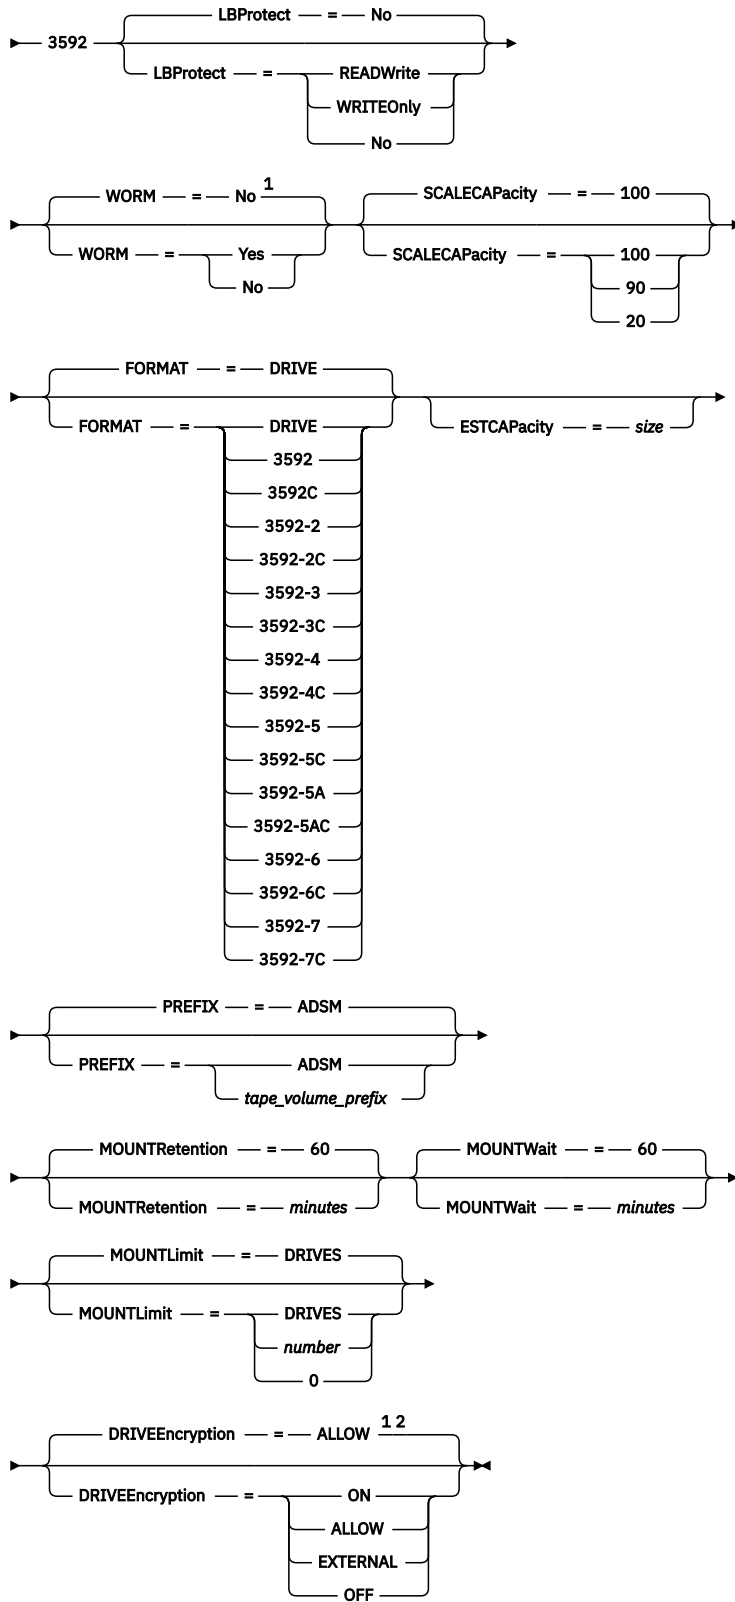 LBProtect = No
3592
LBProtect = READWrite
WRITEOnly
No
WORM = No 1 SCALECAPacity = 100
WORM = Yes SCALECAPacity = 100
No 90
20
FORMAT = DRIVE
FORMAT = DRIVE ESTCAPacity = size
3592
3592C
3592-2
3592-2C
3592-3
3592-3C
3592-4
3592-4C
3592-5
3592-5C
3592-5A
3592-5AC
3592-6
3592-6C
3592-7
3592-7C
PREFIX = ADSM
PREFIX = ADSM
tape_volume_prefix
MOUNTRetention = 60 MOUNTWait = 60
MOUNTRetention = minutes MOUNTWait = minutes
MOUNTLimit = DRIVES
MOUNTLimit = DRIVES
number
0
DRIVEEncryption = ALLOW 1 2
DRIVEEncryption = ON
ALLOW
EXTERNAL
OFF